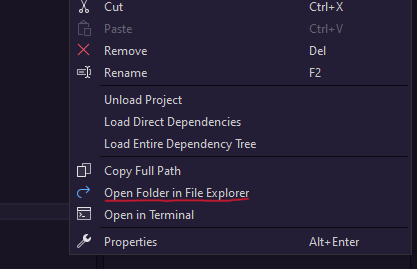 Cut Ctrl+X
Paste Ctrl+V
Remove Del
Rename F2
Unload Project
Load Direct Dependencies
Load Entire Dependency Tree
Copy Full Path
Open Folder in File Explorer
Open in Terminal
Properties Alt+Enter